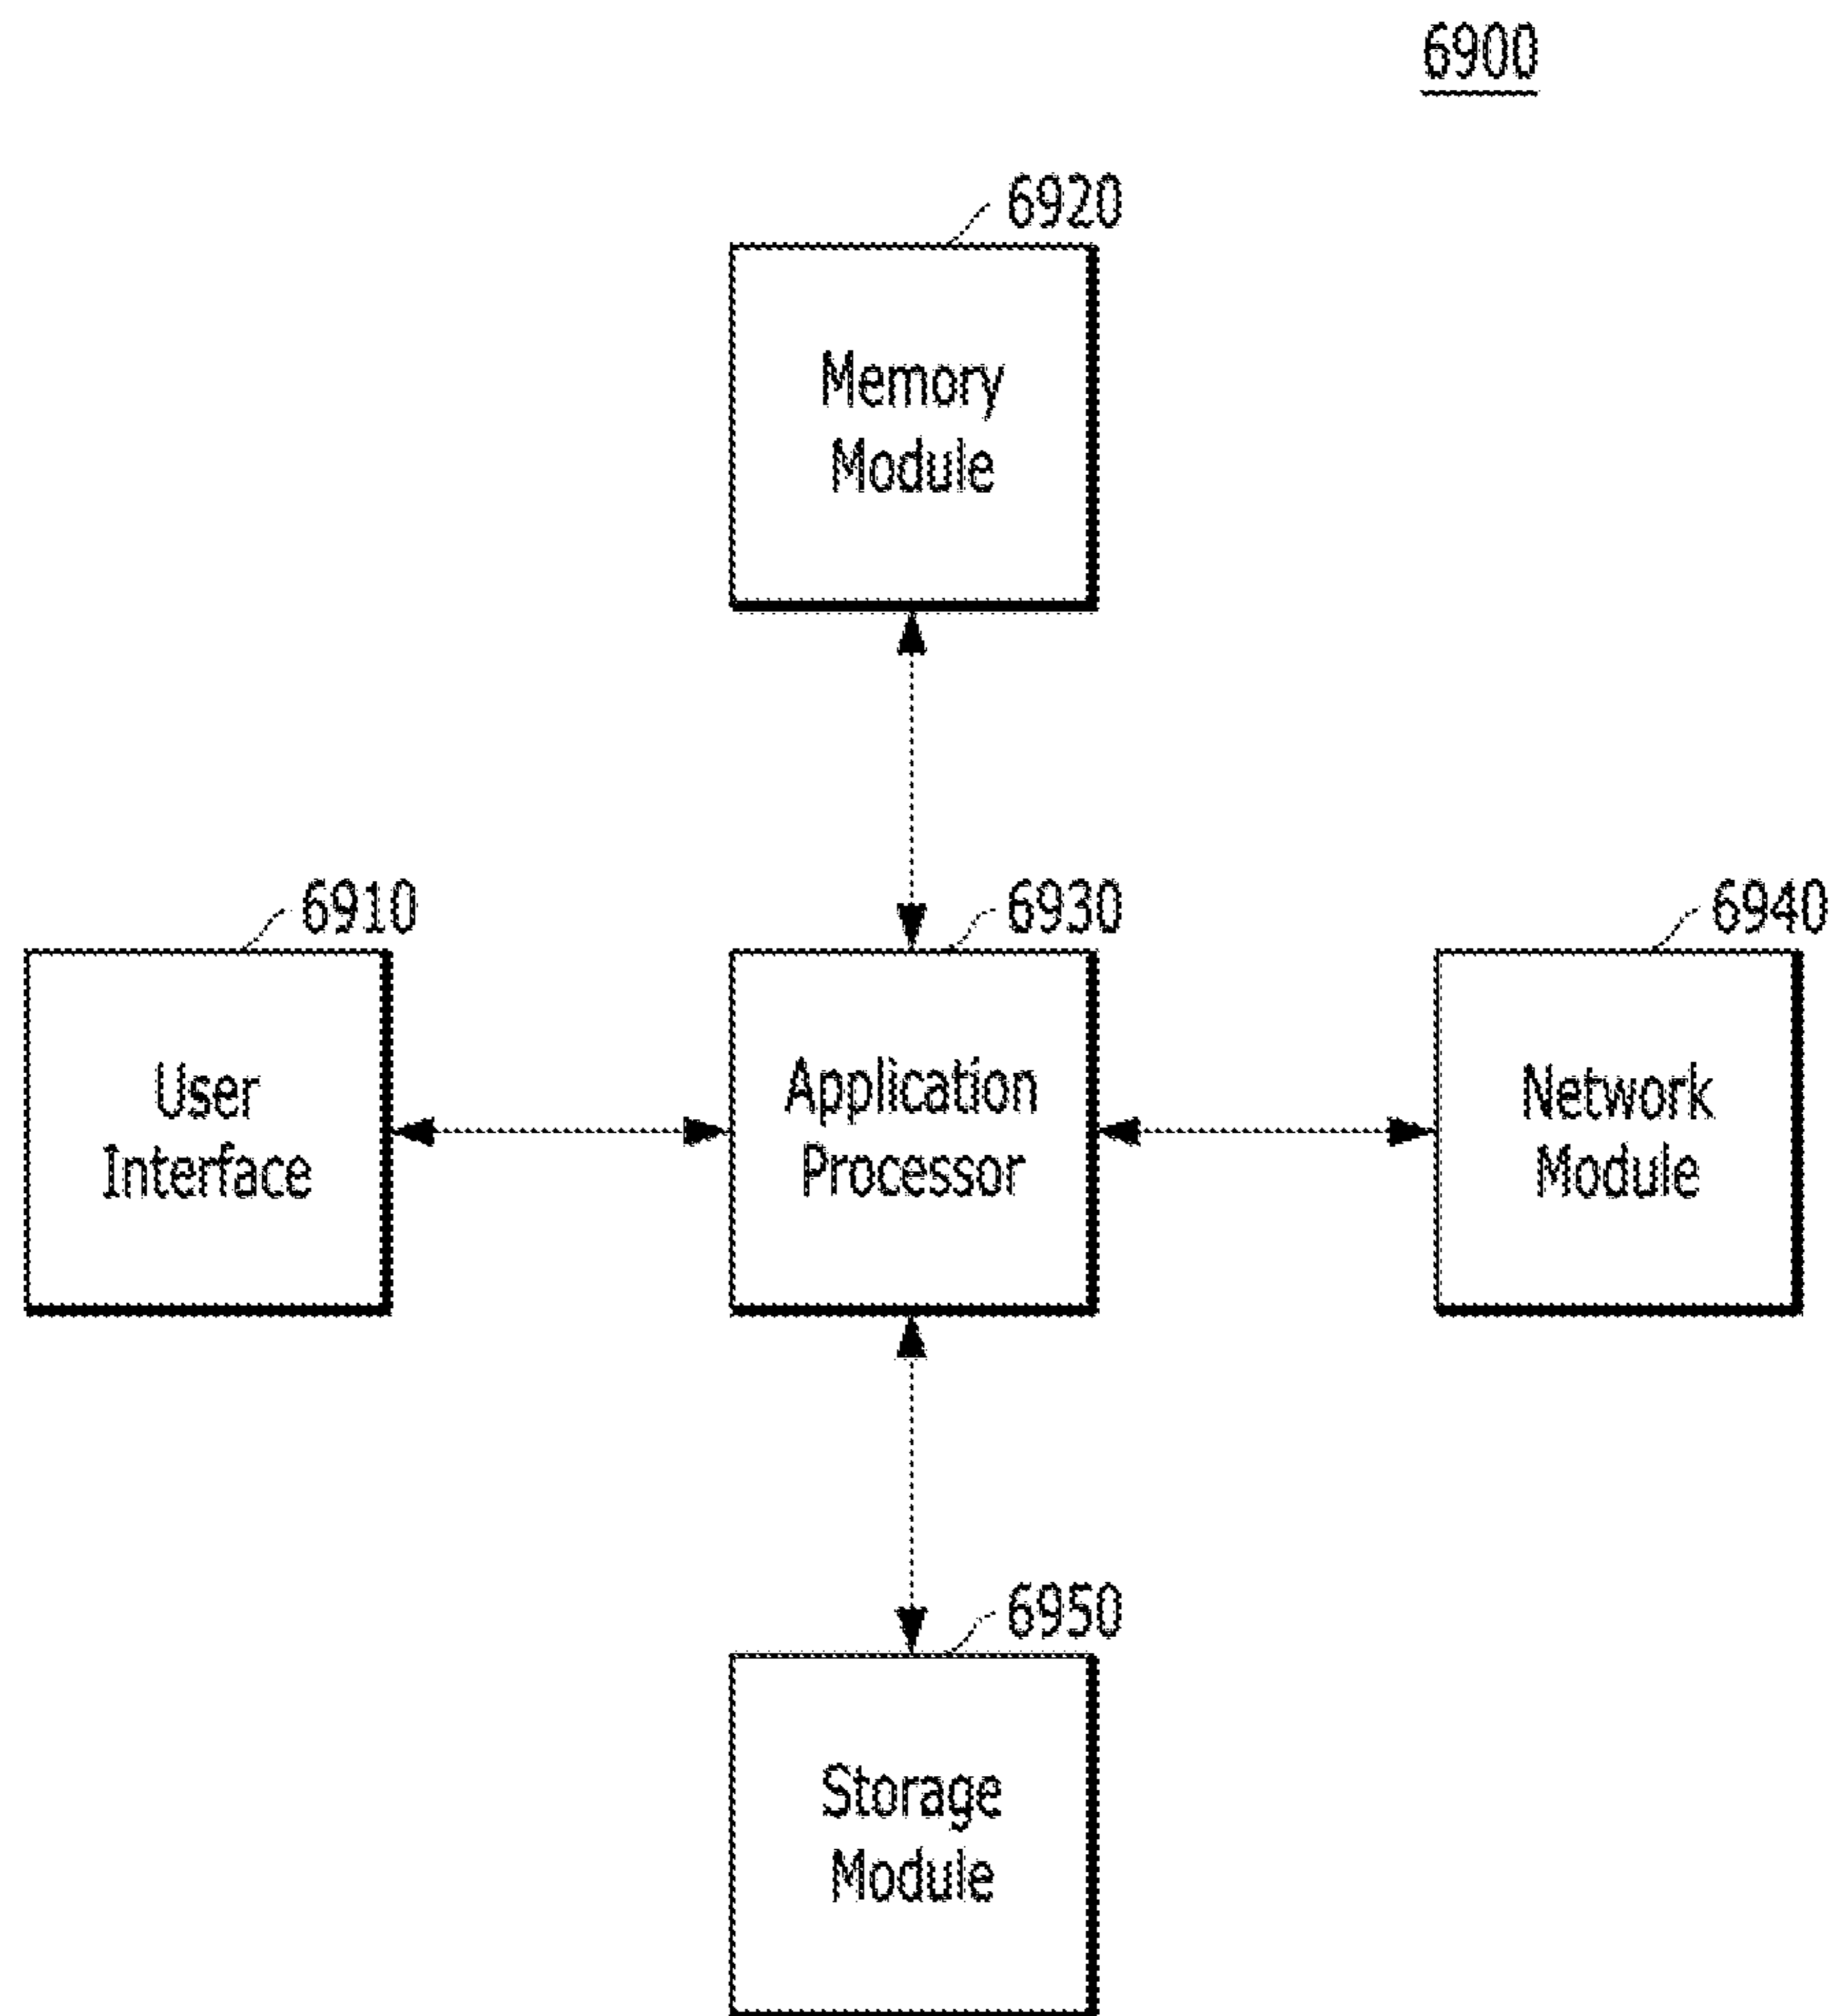 6900
6920
Memory
Module
6910
6930
6940
User
Interface
Application
Processor
Network
Module
6950
Storage
Module